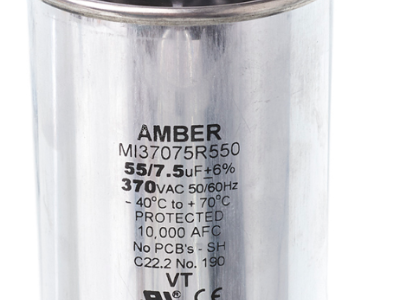 AMBER
MI37075R550
55/7.5uF±6%
370VAC 50/60Hz
- 40°C to + 70°C
PROTECTED
10,000 AFC
No PCB's - SH
C22.2 No. 190
VT